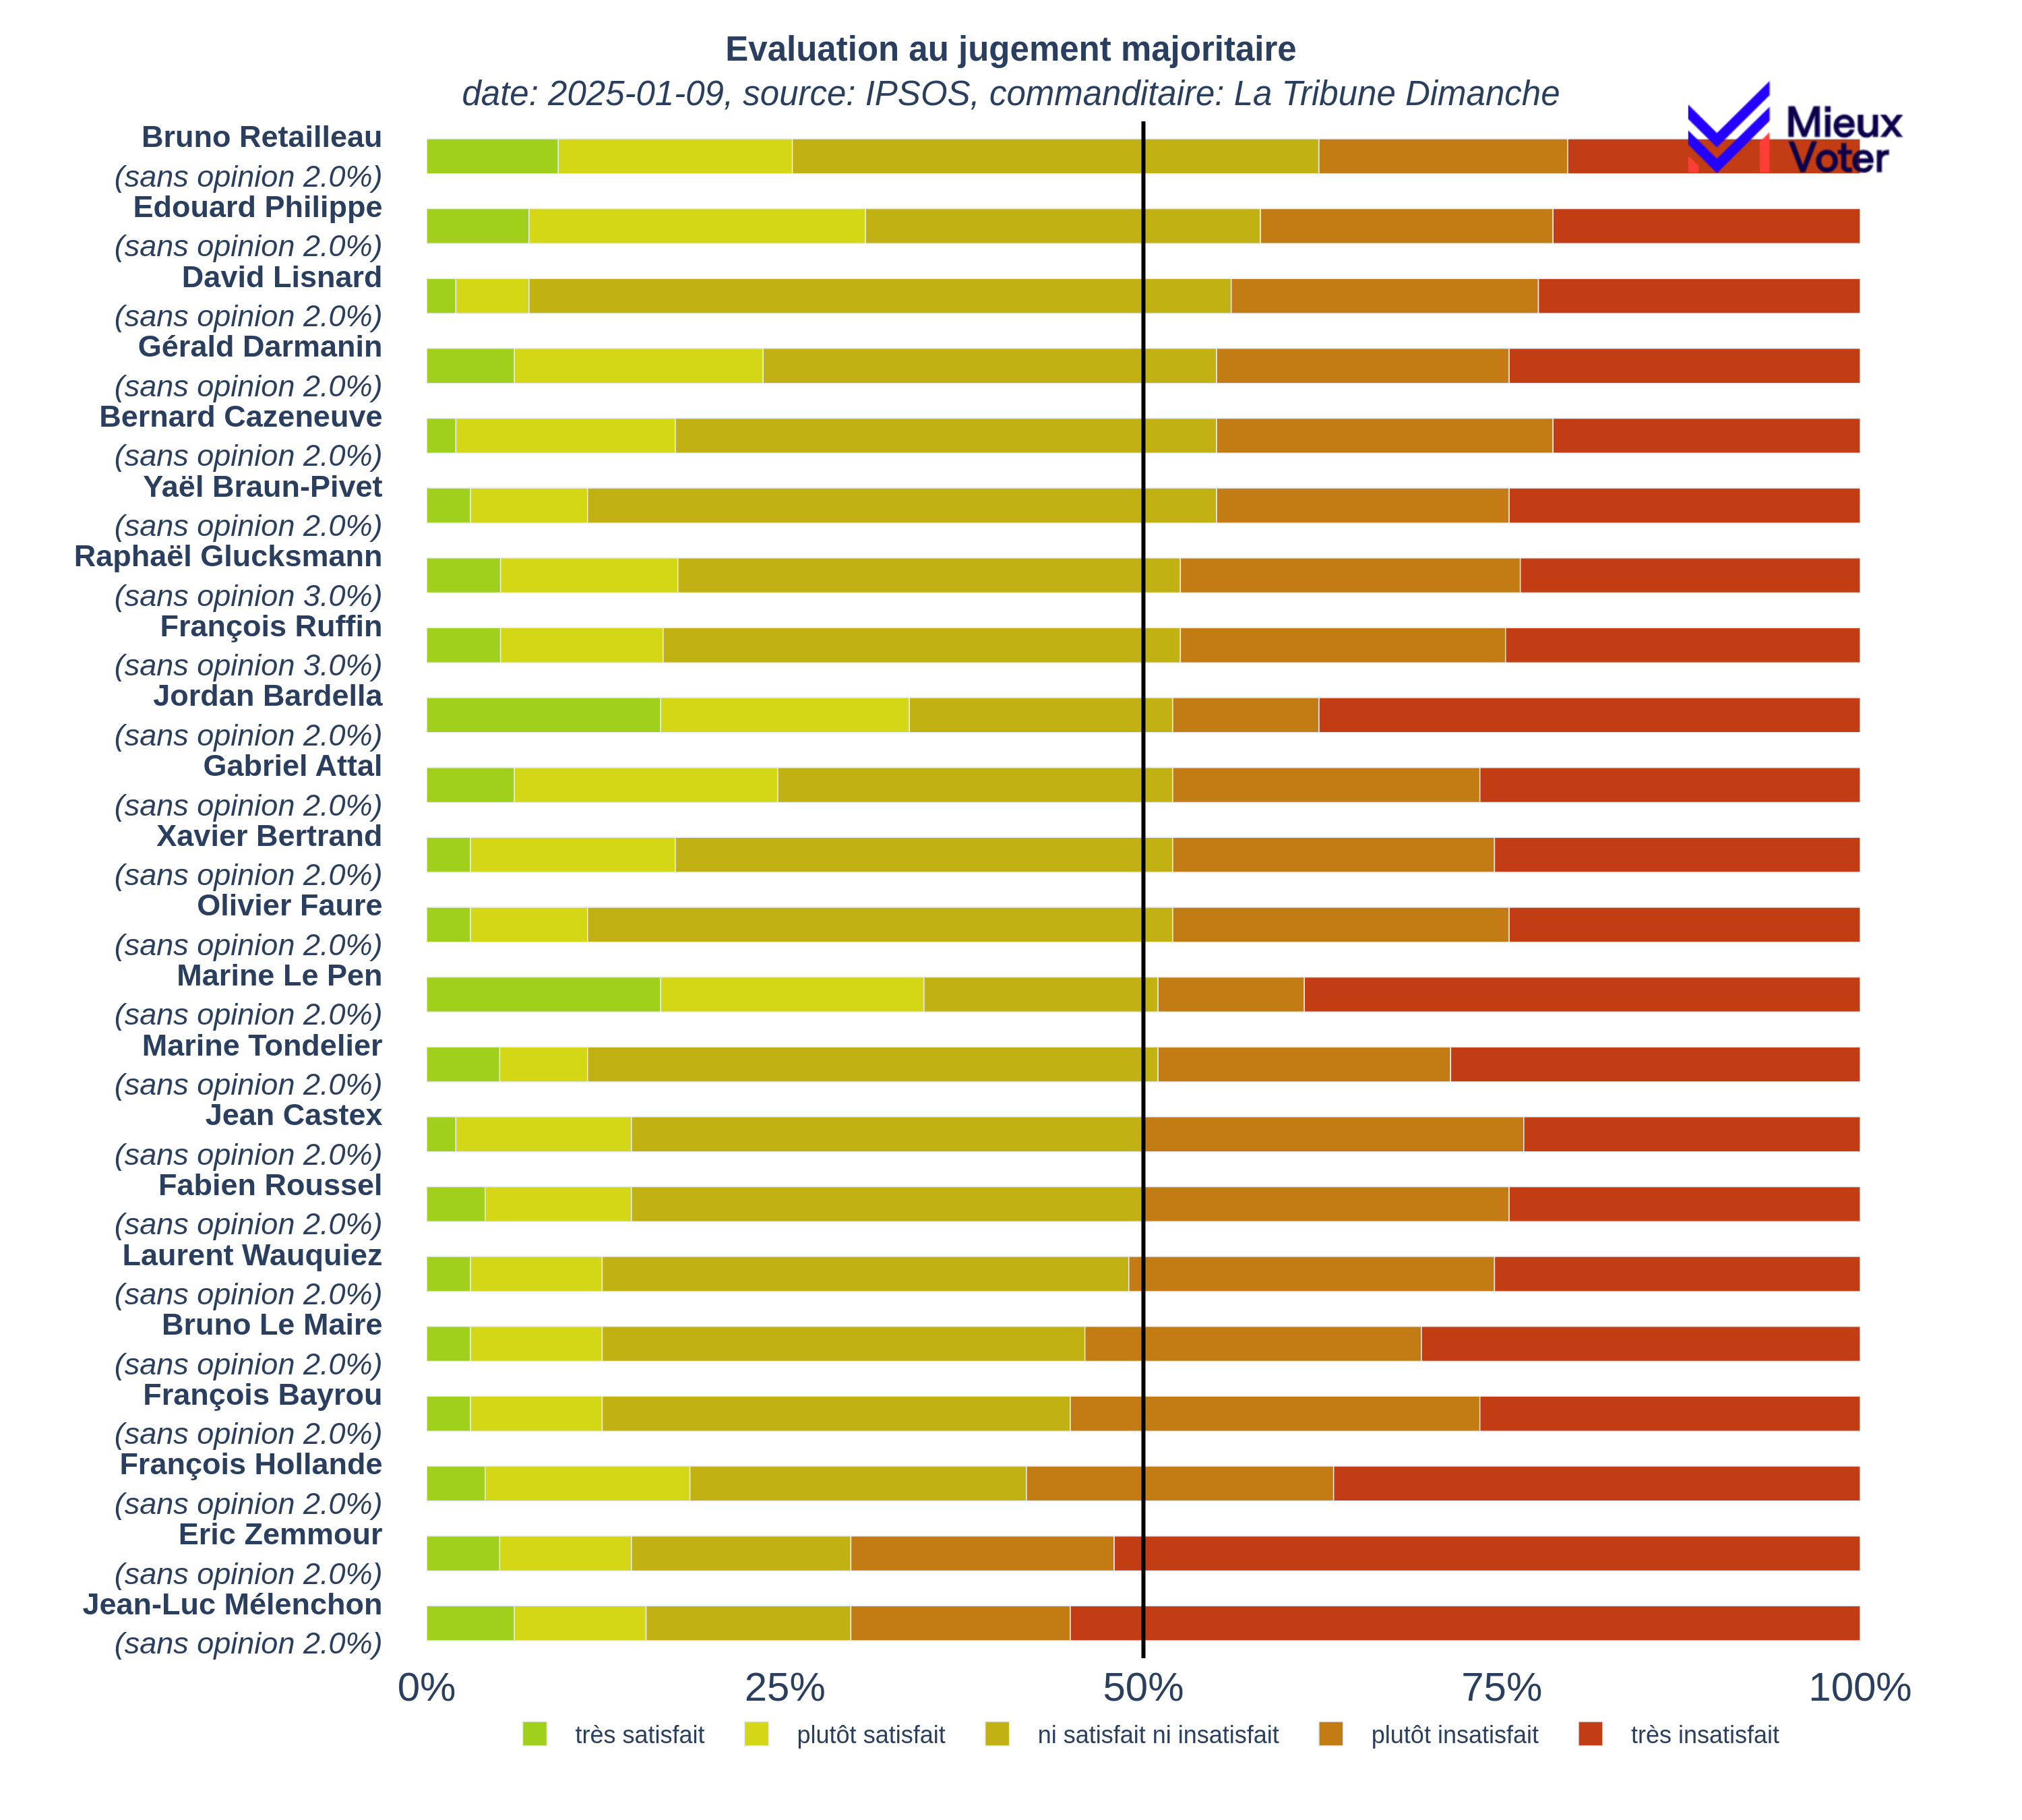 Evaluation au jugement majoritaire
date: 2025-01-09, source: IPSOS, commanditaire: La Tribune Dimanche
Mieux
Voter
Bruno Retailleau
(sans opinion 2.0%)
Edouard Philippe
(sans opinion 2.0%)
David Lisnard
(sans opinion 2.0%)
Gérald Darmanin
(sans opinion 2.0%)
Bernard Cazeneuve
(sans opinion 2.0%)
Yaël Braun-Pivet
(sans opinion 2.0%)
Raphaël Glucksmann
(sans opinion 3.0%)
François Ruffin
(sans opinion 3.0%)
Jordan Bardella
(sans opinion 2.0%)
Gabriel Attal
(sans opinion 2.0%)
Xavier Bertrand
(sans opinion 2.0%)
Olivier Faure
(sans opinion 2.0%)
Marine Le Pen
(sans opinion 2.0%)
Marine Tondelier
(sans opinion 2.0%)
Jean Castex
(sans opinion 2.0%)
Fabien Roussel
(sans opinion 2.0%)
Laurent Wauquiez
(sans opinion 2.0%)
Bruno Le Maire
(sans opinion 2.0%)
François Bayrou
(sans opinion 2.0%)
François Hollande
(sans opinion 2.0%)
Eric Zemmour
(sans opinion 2.0%)
Jean-Luc Mélenchon
(sans opinion 2.0%)
0% 25% 50% 75% 100%
très satisfait plutôt satisfait ni satisfait ni insatisfait plutôt insatisfait très insatisfait